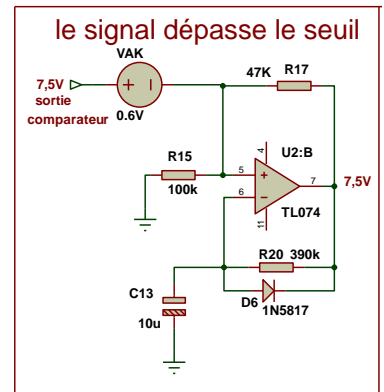 le signal dépasse le seuil
VAK
7,5V
sortie
comparateur
+ −
0.6V
47K R17
R15
100k
4
U2:B
5
+
6
−
7
7,5V
11
TL074
R20 390k
C13
10u
D6
1N5817